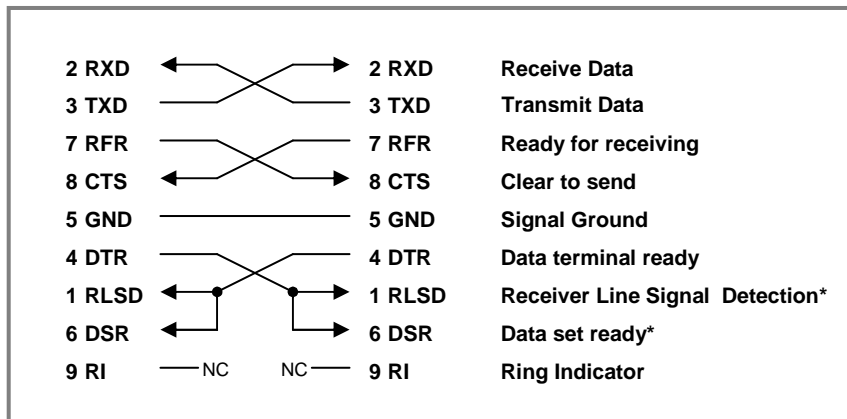 2 RXD 2 RXD Receive Data
3 TXD 3 TXD Transmit Data
7 RFR 7 RFR Ready for receiving
8 CTS 8 CTS Clear to send
5 GND 5 GND Signal Ground
4 DTR 4 DTR Data terminal ready
1 RLSD 1 RLSD Receiver Line Signal Detection*
6 DSR 6 DSR Data set ready*
9 RI NC NC 9 RI Ring Indicator